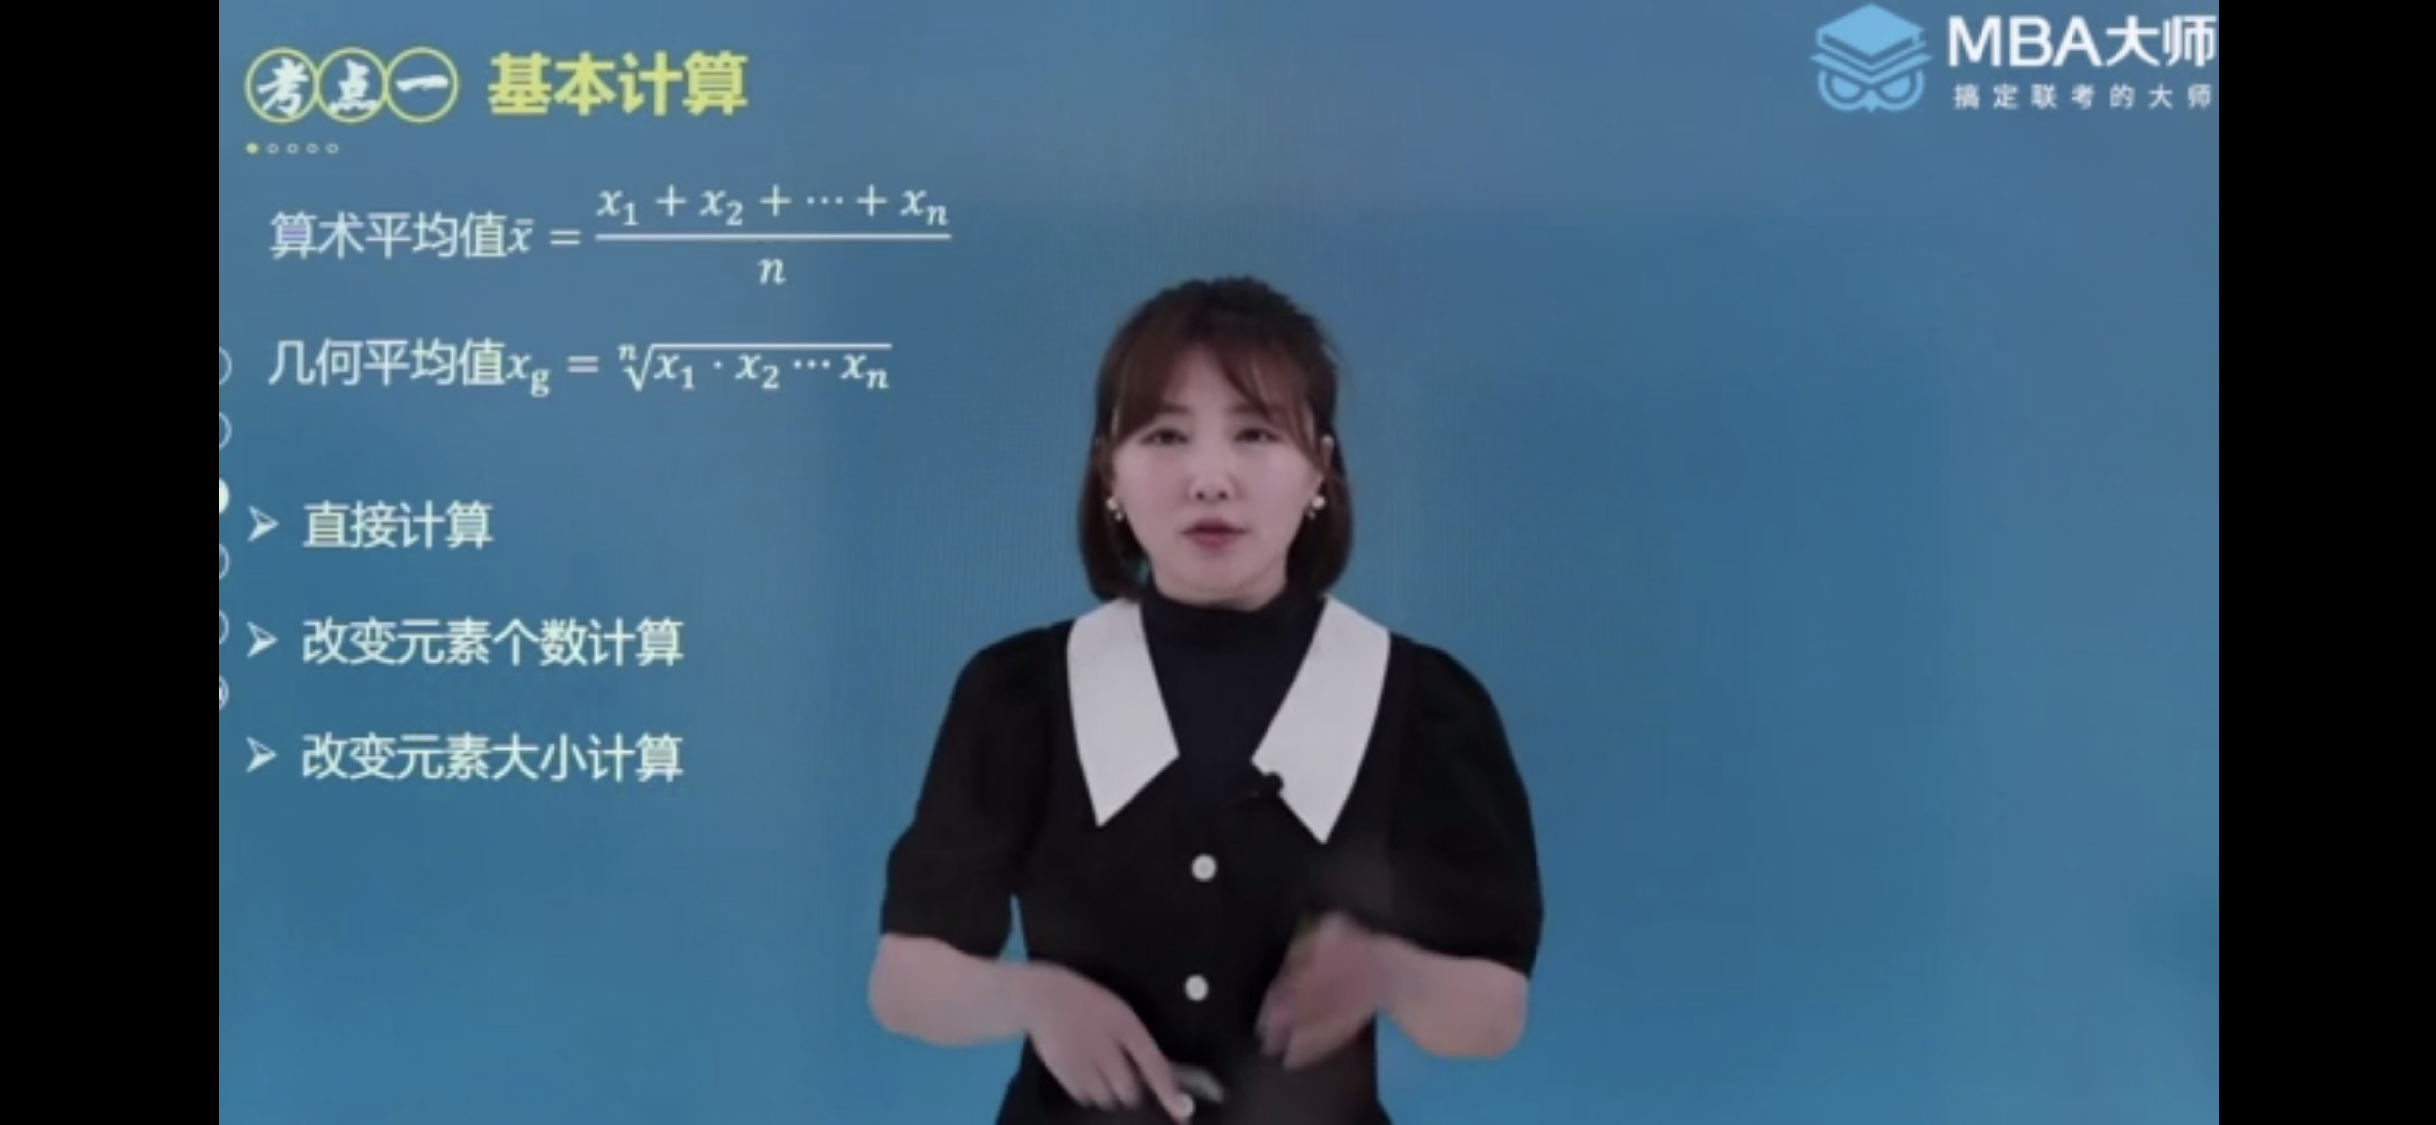 考点一 基本计算
MBA大师
搞定联考的大师
算术平均值x̄ = (x₁ + x₂ + ⋯ + xₙ) / n
几何平均值x_g = ⁿ√(x₁ · x₂ ⋯ xₙ)
➢ 直接计算
➢ 改变元素个数计算
➢ 改变元素大小计算